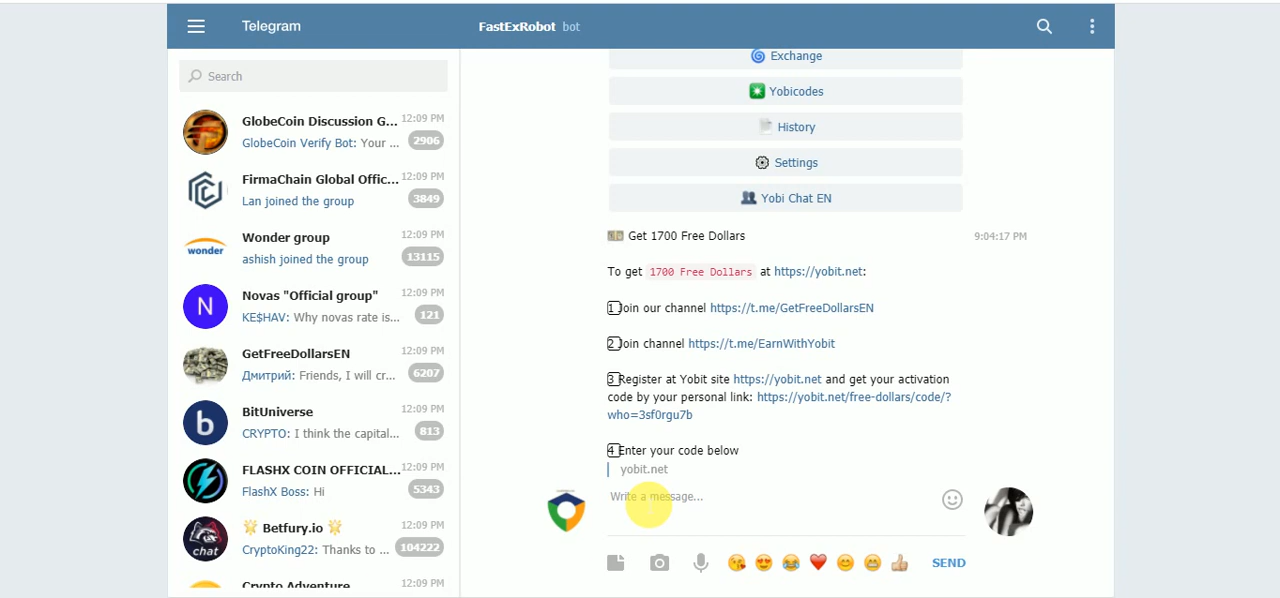 Telegram
FastExRobot bot
Search
GlobeCoin Discussion G... 12:09 PM
GlobeCoin Verify Bot: Your ... 2906
FirmaChain Global Offic... 12:09 PM
Lan joined the group 3849
Wonder group 12:09 PM
ashish joined the group 13115
wonder
Novas "Official group" 12:09 PM
N
KE$HAV: Why novas rate is... 121
GetFreeDollarsEN 12:09 PM
Дмитрий: Friends, I will cr... 6207
BitUniverse 12:09 PM
b
CRYPTO: I think the capital... 813
FLASHX COIN OFFICIAL... 12:09 PM
FlashX Boss: Hi 5343
Betfury.io 12:09 PM
chat
CryptoKing22: Thanks to ... 104222
Crypto Adventure 12:09 PM
Exchange
Yobicodes
History
Settings
Yobi Chat EN
Get 1700 Free Dollars 9:04:17 PM
To get 1700 Free Dollars at https://yobit.net:
1 Join our channel https://t.me/GetFreeDollarsEN
2 Join channel https://t.me/EarnWithYobit
3 Register at Yobit site https://yobit.net and get your activation
code by your personal link: https://yobit.net/free-dollars/code/?
who=3sf0rgu7b
4 Enter your code below
yobit.net
Write a message...
SEND